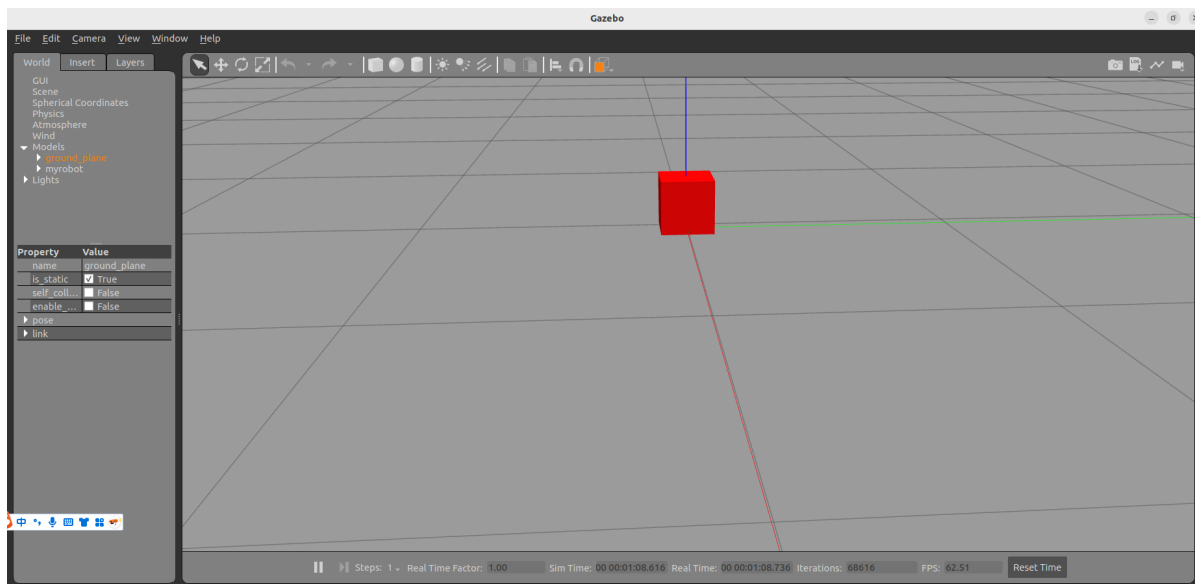 Gazebo
File Edit Camera View Window Help
World Insert Layers
GUI
Scene
Spherical Coordinates
Physics
Atmosphere
Wind
Models
ground_plane
myrobot
Lights
Property Value
name ground_plane
is_static True
self_coll... False
enable_... False
pose
link
中
Steps: 1 Real Time Factor: 1.00 Sim Time: 00 00:01:08.616 Real Time: 00 00:01:08.736 Iterations: 68616 FPS: 62.51 Reset Time